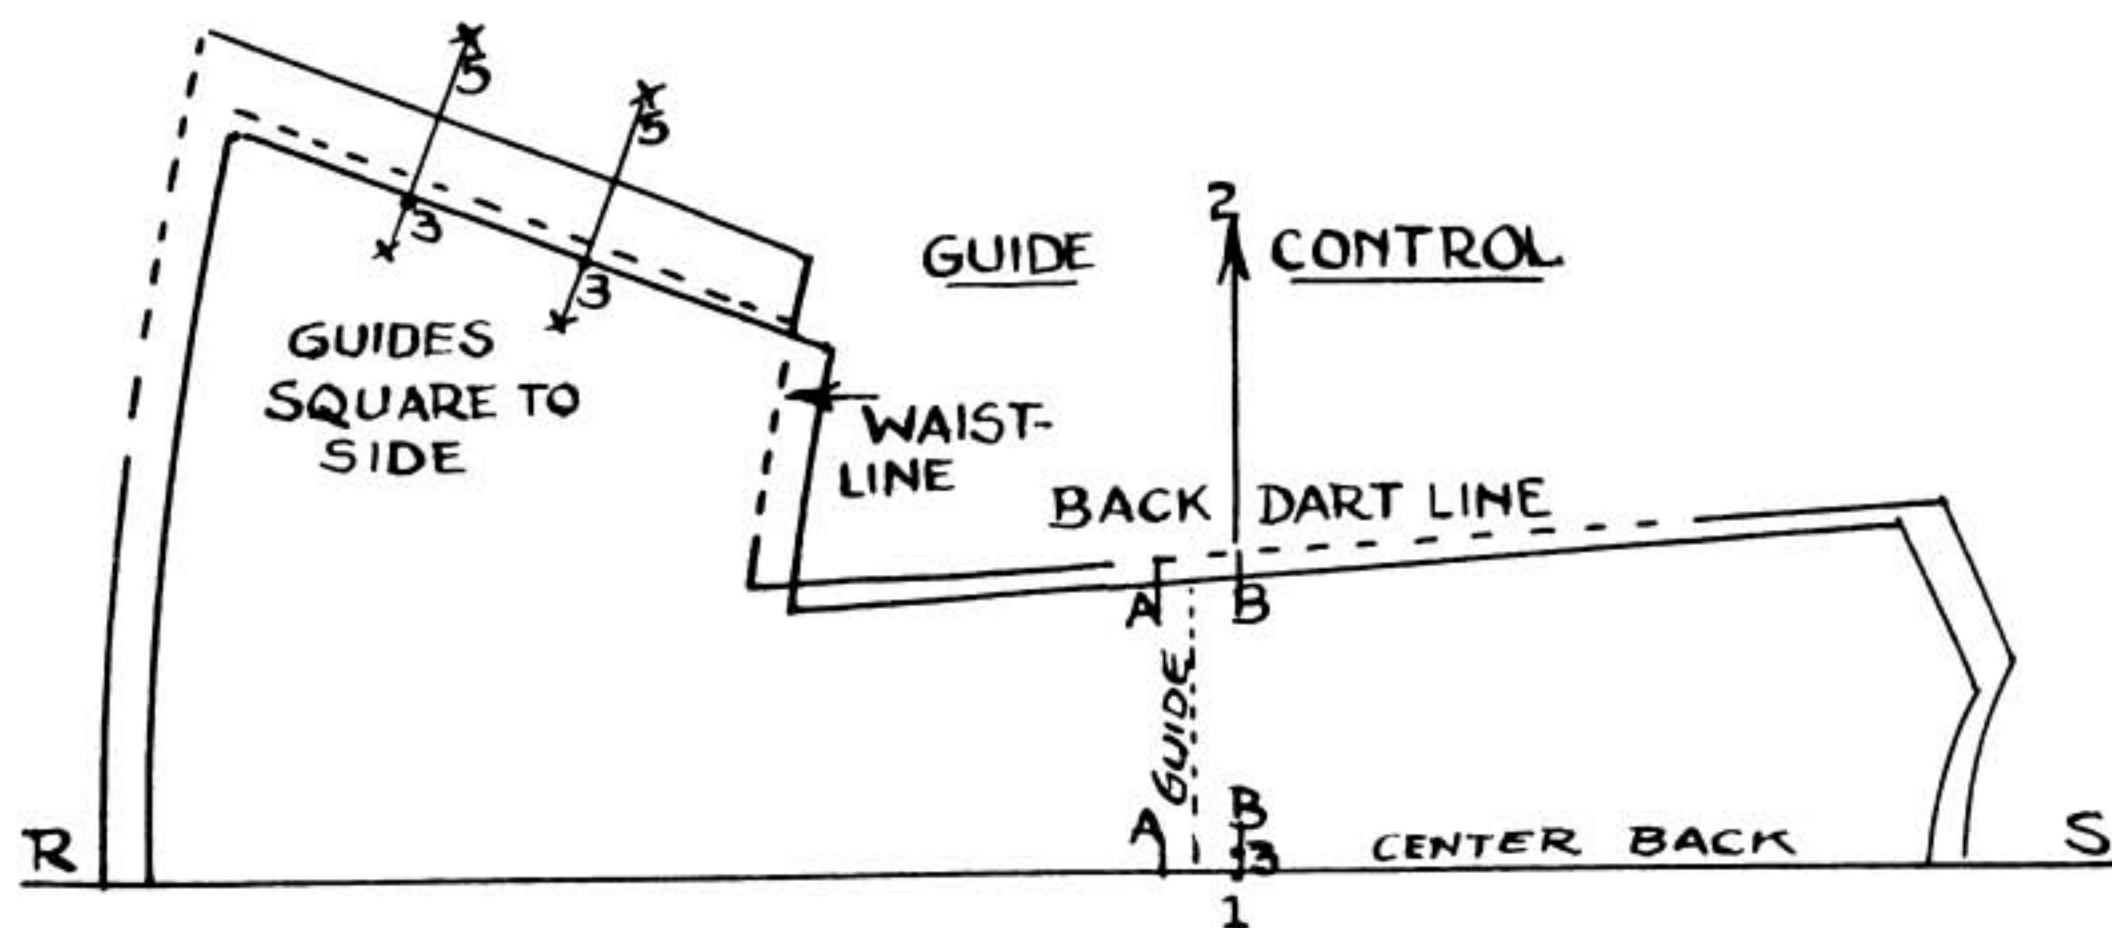 5
5
2
GUIDE CONTROL
3
3
GUIDES
SQUARE TO
SIDE
WAIST-
LINE
BACK DART LINE
A B
GUIDE
A B
3
R CENTER BACK S
1